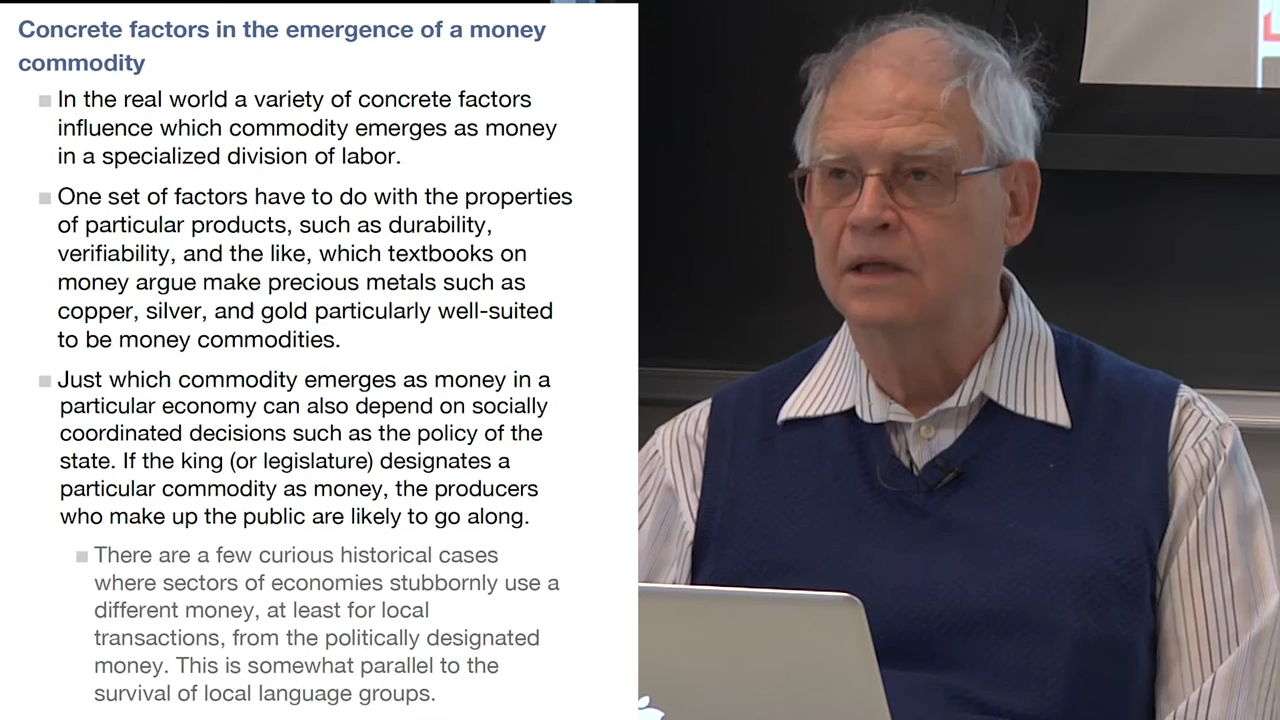 Concrete factors in the emergence of a money
commodity
In the real world a variety of concrete factors
influence which commodity emerges as money
in a specialized division of labor.
One set of factors have to do with the properties
of particular products, such as durability,
verifiability, and the like, which textbooks on
money argue make precious metals such as
copper, silver, and gold particularly well-suited
to be money commodities.
Just which commodity emerges as money in a
particular economy can also depend on socially
coordinated decisions such as the policy of the
state. If the king (or legislature) designates a
particular commodity as money, the producers
who make up the public are likely to go along.
There are a few curious historical cases
where sectors of economies stubbornly use a
different money, at least for local
transactions, from the politically designated
money. This is somewhat parallel to the
survival of local language groups.